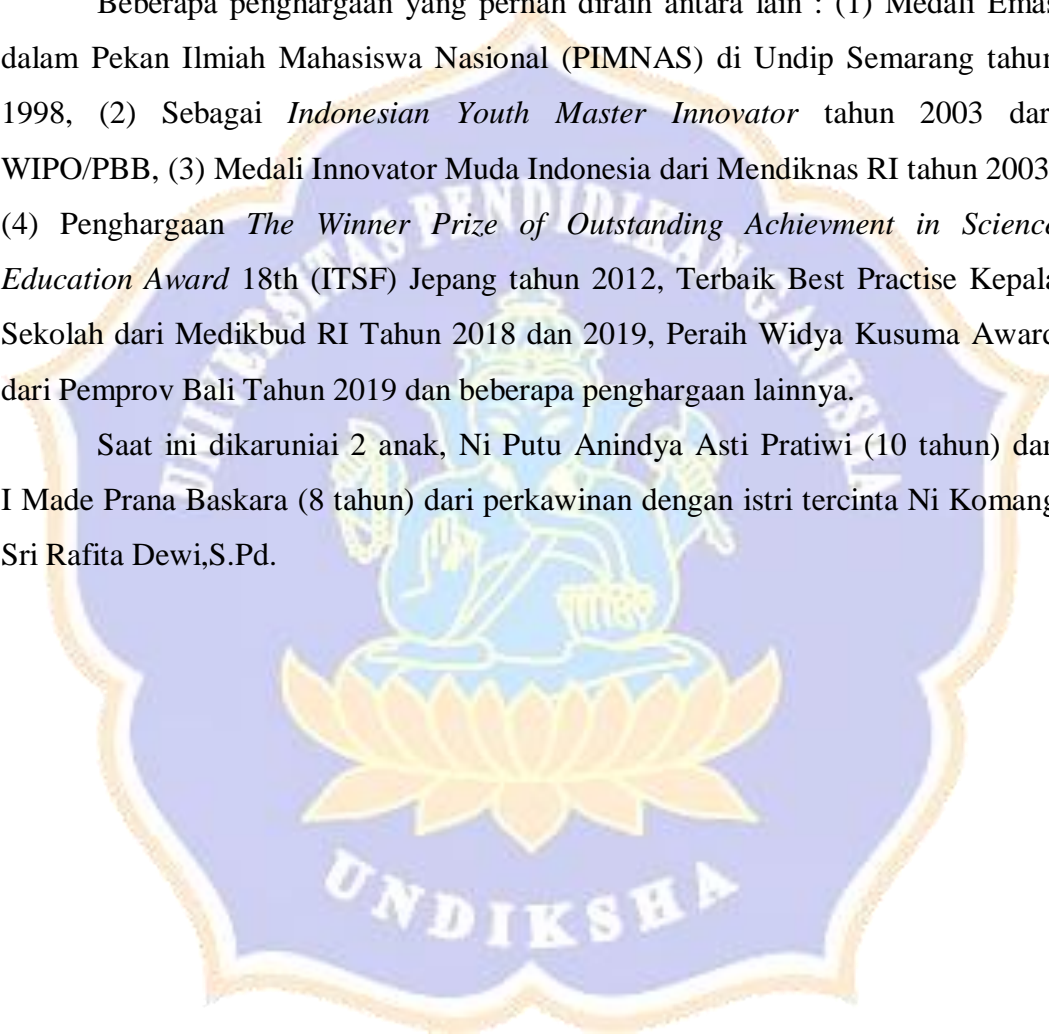 Beberapa penghargaan yang pernah diraih antara lain : (1) Medali Emas
dalam Pekan Ilmiah Mahasiswa Nasional (PIMNAS) di Undip Semarang tahun
1998, (2) Sebagai Indonesian Youth Master Innovator tahun 2003 dari
WIPO/PBB, (3) Medali Innovator Muda Indonesia dari Mendiknas RI tahun 2003
(4) Penghargaan The Winner Prize of Outstanding Achievment in Science
Education Award 18th (ITSF) Jepang tahun 2012, Terbaik Best Practise Kepala
Sekolah dari Medikbud RI Tahun 2018 dan 2019, Peraih Widya Kusuma Award
dari Pemprov Bali Tahun 2019 dan beberapa penghargaan lainnya.
Saat ini dikaruniai 2 anak, Ni Putu Anindya Asti Pratiwi (10 tahun) dan
I Made Prana Baskara (8 tahun) dari perkawinan dengan istri tercinta Ni Komang
Sri Rafita Dewi,S.Pd.
UNIVERSITAS PENDIDIKAN GANESHA
UNDIKSHA